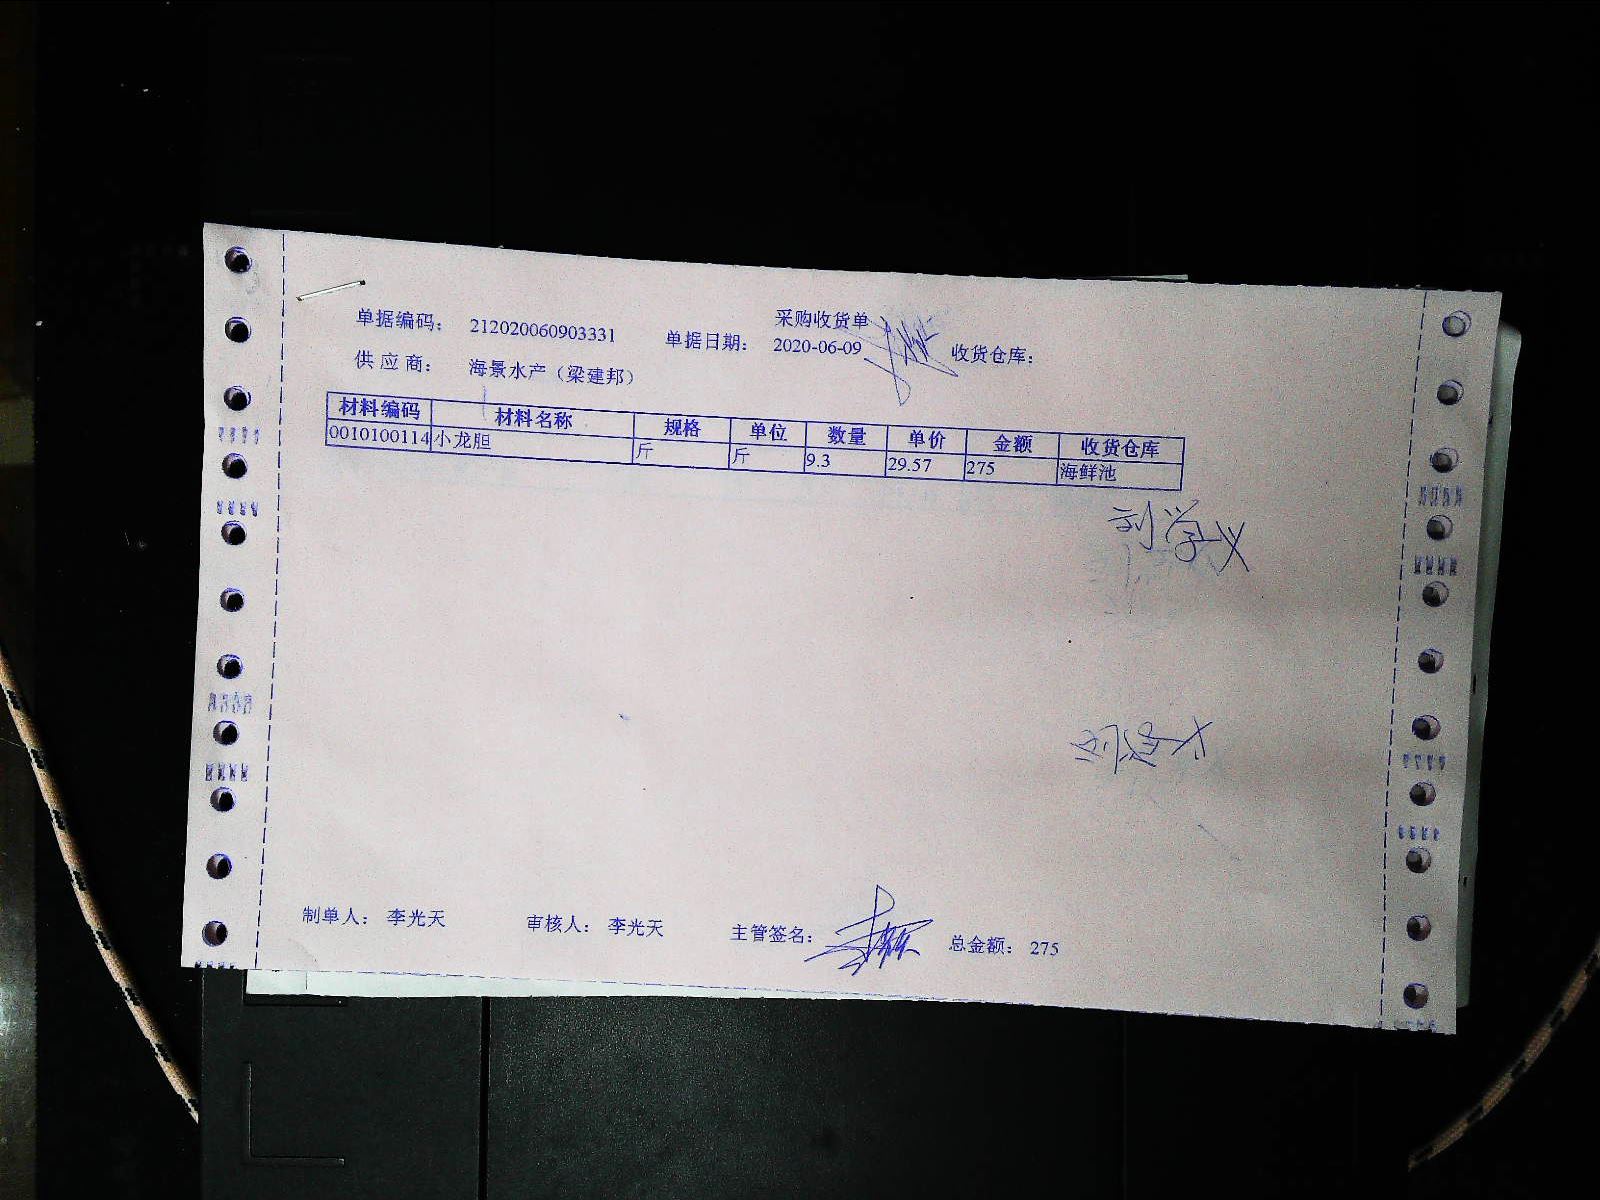 采购收货单
单据编码： 212020060903331 单据日期： 2020-06-09 收货仓库：
供应商： 海景水产（梁建邦）
材料编码 材料名称 规格 单位 数量 单价 金额 收货仓库
0010100114 小龙胆 斤 斤 9.3 29.57 275 海鲜池
刘学义
制单人： 李光天 审核人： 李光天 主管签名： 总金额： 275